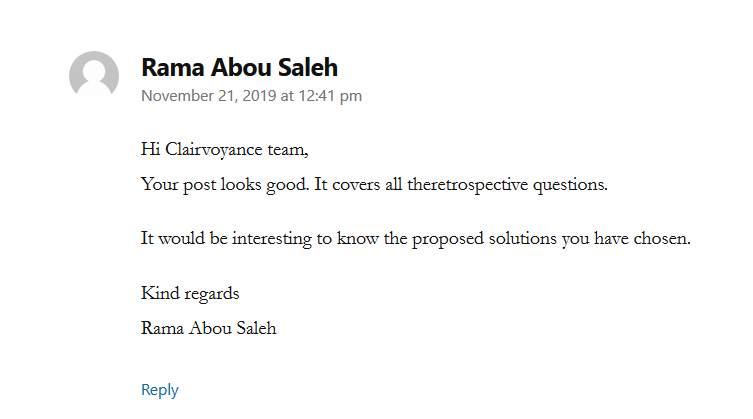 Rama Abou Saleh
November 21, 2019 at 12:41 pm
Hi Clairvoyance team,
Your post looks good. It covers all theretrospective questions.
It would be interesting to know the proposed solutions you have chosen.
Kind regards
Rama Abou Saleh
Reply